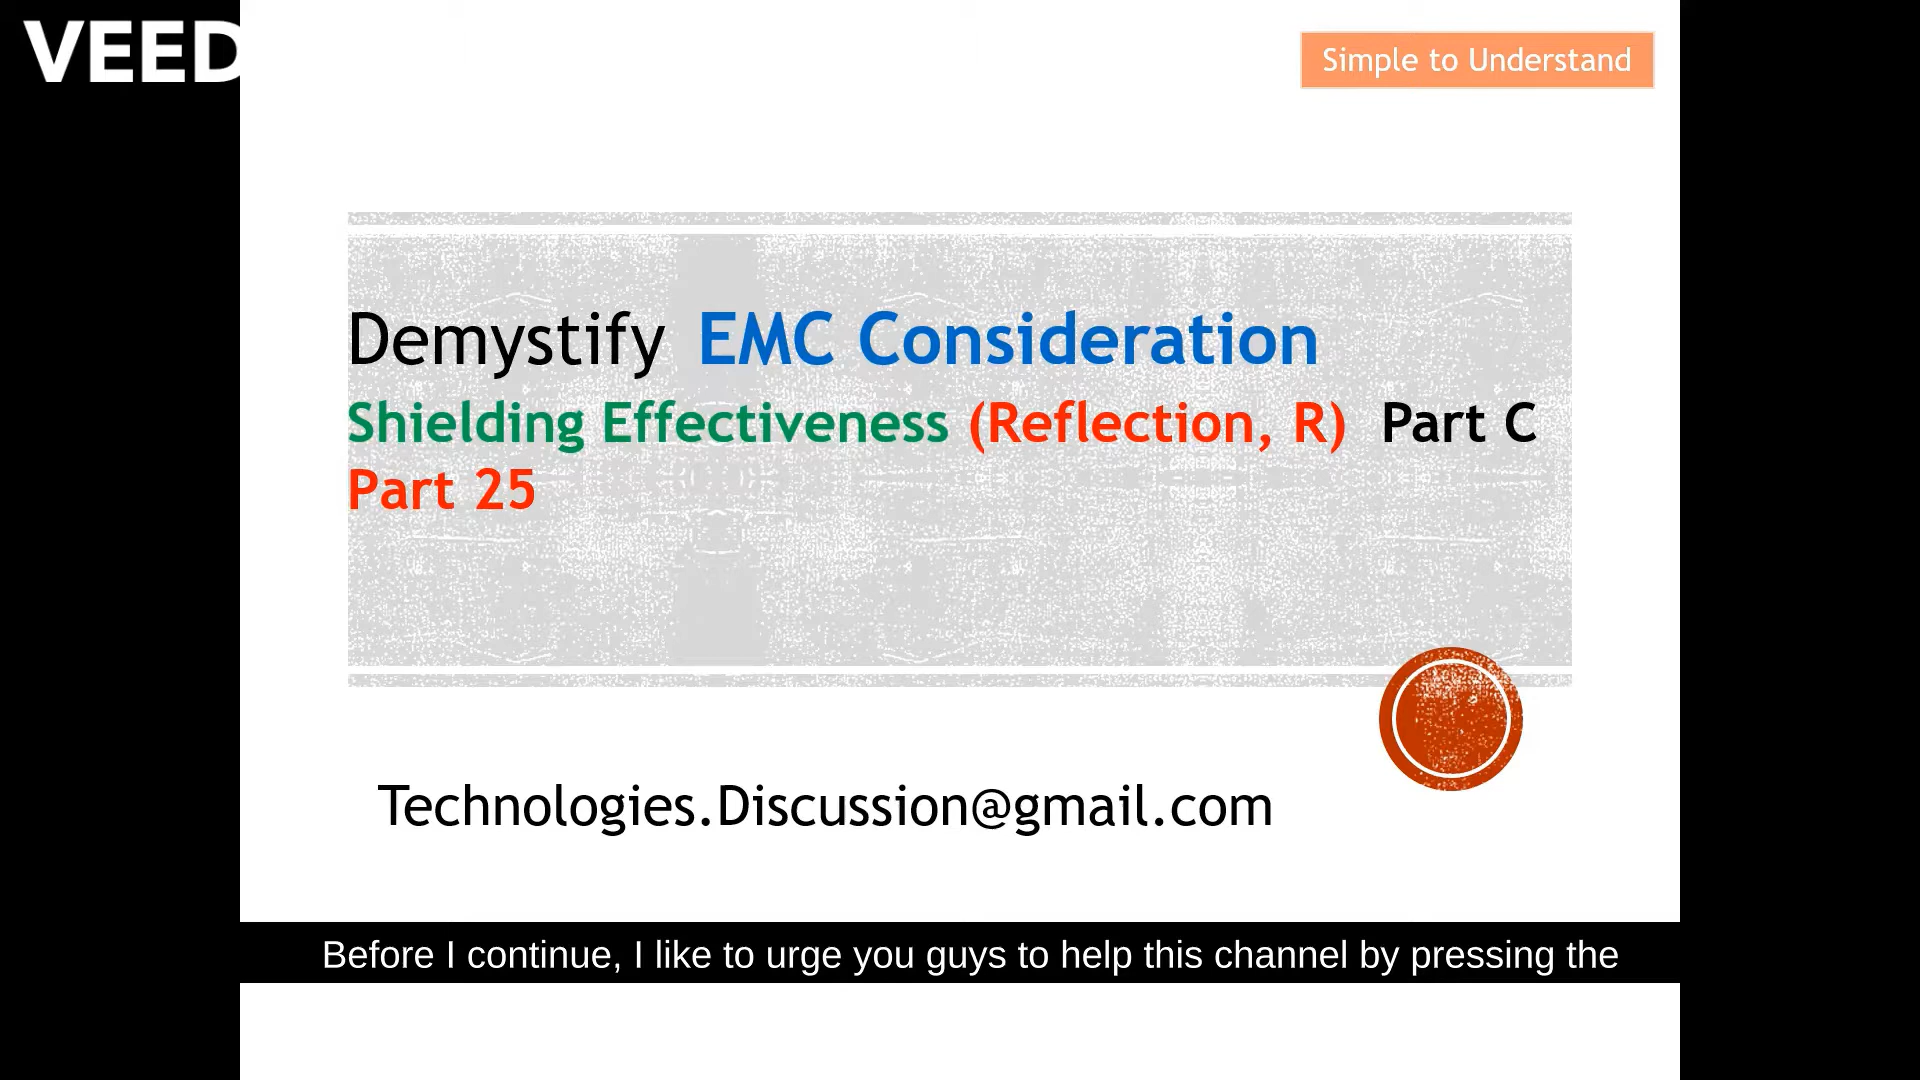 VEED
Simple to Understand
Demystify EMC Consideration
Shielding Effectiveness (Reflection, R) Part C
Part 25
Technologies.Discussion@gmail.com
Before I continue, I like to urge you guys to help this channel by pressing the